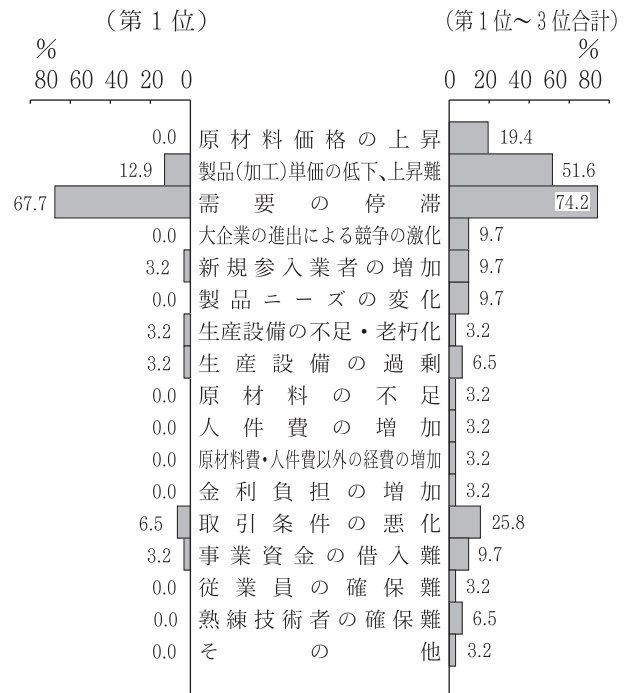 （第１位） （第１位～３位合計）
％ ％
80 60 40 20 0 0 20 40 60 80
0.0 原材料価格の上昇 19.4
12.9 製品(加工)単価の低下、上昇難 51.6
67.7 需要の停滞 74.2
0.0 大企業の進出による競争の激化 9.7
3.2 新規参入業者の増加 9.7
0.0 製品ニーズの変化 9.7
3.2 生産設備の不足・老朽化 3.2
3.2 生産設備の過剰 6.5
0.0 原材料の不足 3.2
0.0 人件費の増加 3.2
0.0 原材料費・人件費以外の経費の増加 3.2
0.0 金利負担の増加 3.2
6.5 取引条件の悪化 25.8
3.2 事業資金の借入難 9.7
0.0 従業員の確保難 3.2
0.0 熟練技術者の確保難 6.5
0.0 その他 3.2